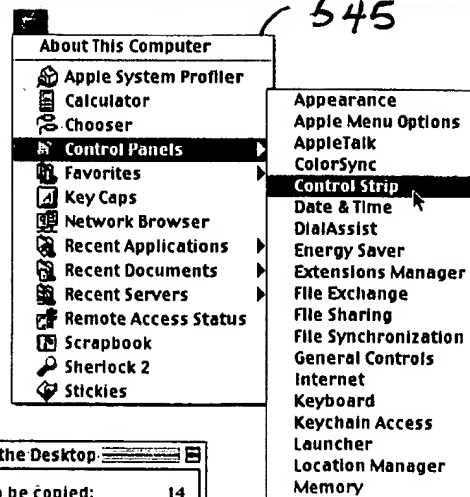 545
About This Computer
Apple System Profiler
Calculator
Chooser
Control Panels
Favorites
Key Caps
Network Browser
Recent Applications
Recent Documents
Recent Servers
Remote Access Status
Scrapbook
Sherlock 2
Stickies
Appearance
Apple Menu Options
AppleTalk
ColorSync
Control Strip
Date & Time
DialAssist
Energy Saver
Extensions Manager
File Exchange
File Sharing
File Synchronization
General Controls
Internet
Keyboard
Keychain Access
Launcher
Location Manager
Memory
the Desktop
be copied: 14